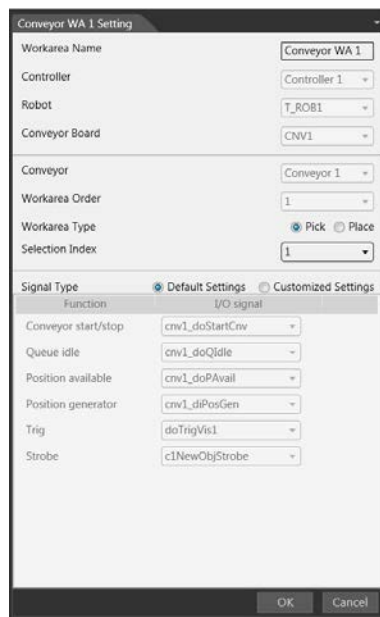 Conveyor WA 1 Setting
Workarea Name Conveyor WA 1
Controller Controller 1
Robot T_ROB1
Conveyor Board CNV1
Conveyor Conveyor 1
Workarea Order 1
Workarea Type Pick Place
Selection Index 1
Signal Type Default Settings Customized Settings
Function I/O signal
Conveyor start/stop cnv1_doStartCnv
Queue idle cnv1_doQIdle
Position available cnv1_doPAvail
Position generator cnv1_diPosGen
Trig doTrigVis1
Strobe c1NewObjStrobe
OK Cancel